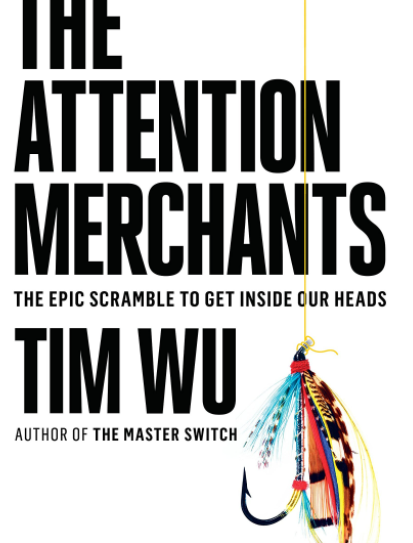 THE
ATTENTION
MERCHANTS
THE EPIC SCRAMBLE TO GET INSIDE OUR HEADS
TIM WU
AUTHOR OF THE MASTER SWITCH